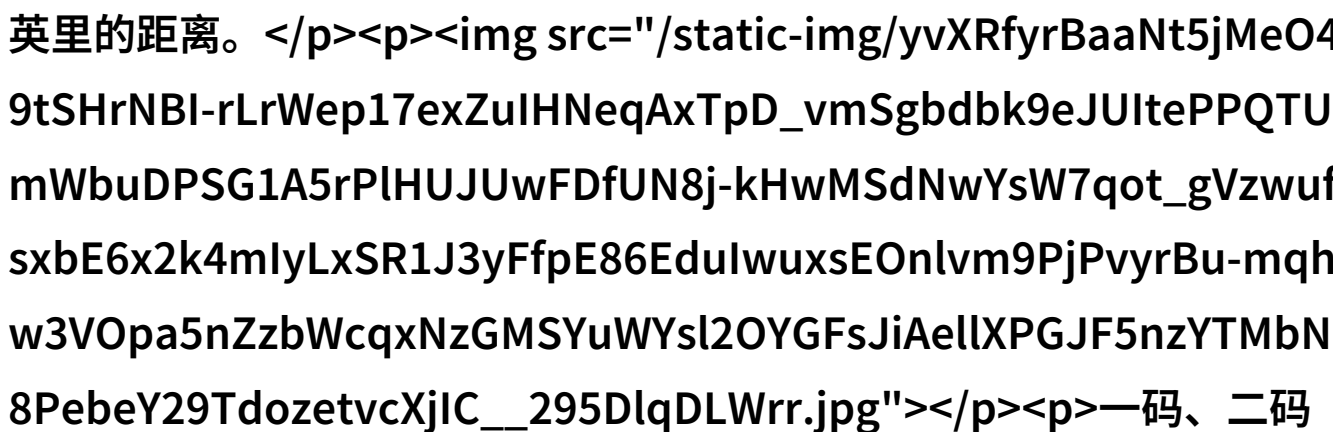 英里的距离。</p><p><img src="/static-img/yvXRfyrBaaNt5jMeO4
9tSHrNBI-rLrWep17exZuIHNeqAxTpD_vmSgbdbk9eJUItePPQTU
mWbuDPSG1A5rPlHUJUwFDfUN8j-kHwMSdNwYsW7qot_gVzwuf
sxbE6x2k4mIyLxSR1J3yFfpE86EduIwuxsEOnlvm9PjPvyrBu-mqh
w3VOpa5nZzbWcqxNzGMSYuWYsl2OYGFsJiAellXPGJF5nzYTMbN
8PebeY29TdozetvcXjIC__295DlqDLWrr.jpg"></p><p>一码、二码